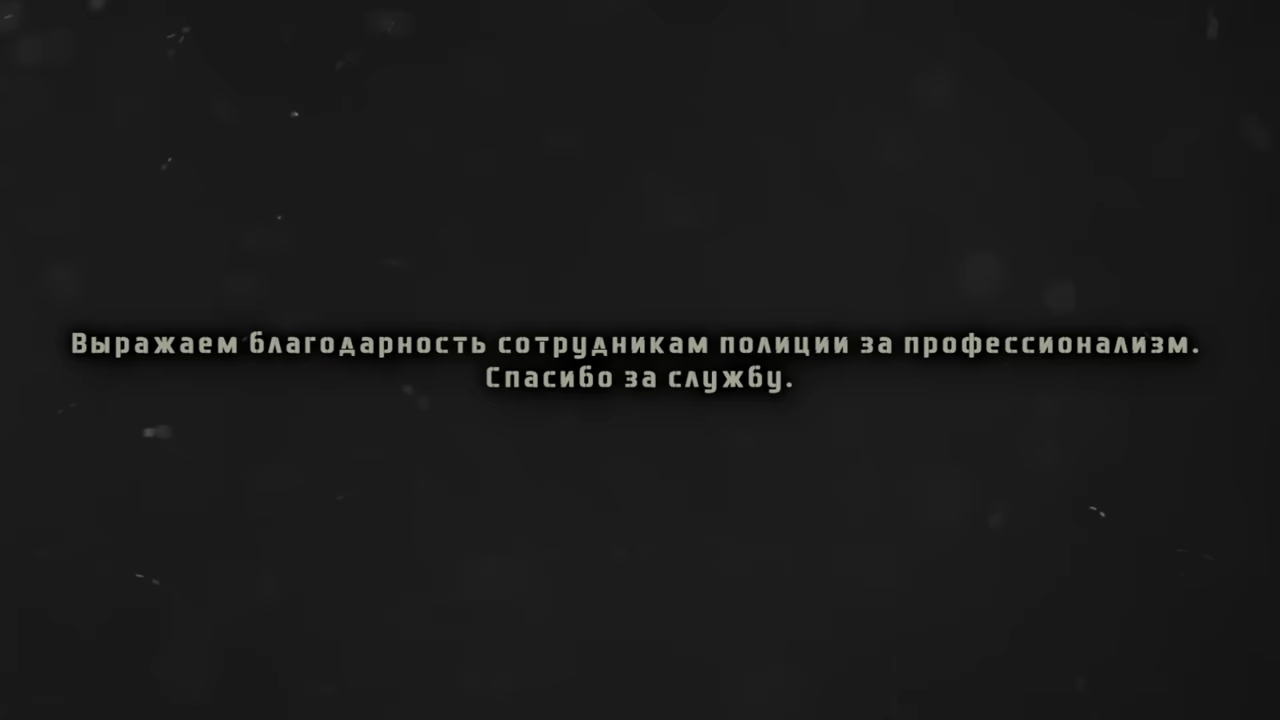 Выражаем благодарность сотрудникам полиции за профессионализм.
Спасибо за службу.